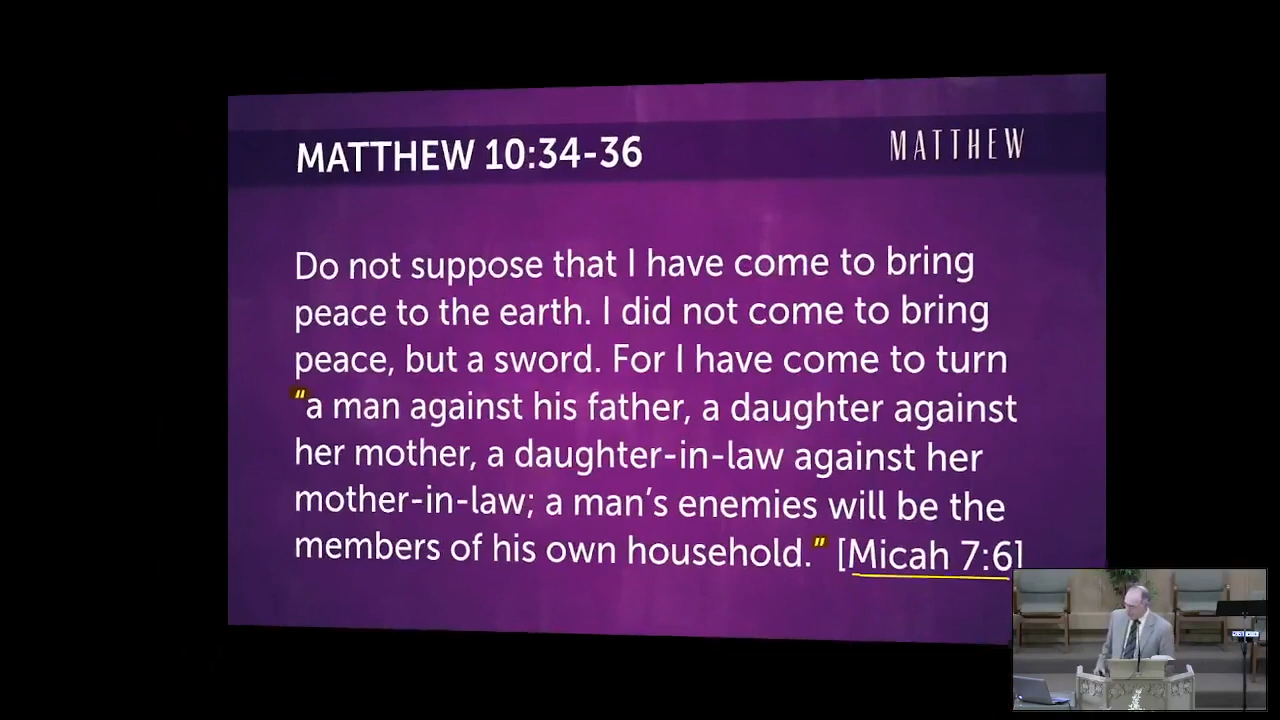 MATTHEW 10:34-36
MATTHEW
Do not suppose that I have come to bring
peace to the earth. I did not come to bring
peace, but a sword. For I have come to turn
"a man against his father, a daughter against
her mother, a daughter-in-law against her
mother-in-law; a man’s enemies will be the
members of his own household." [Micah 7:6]